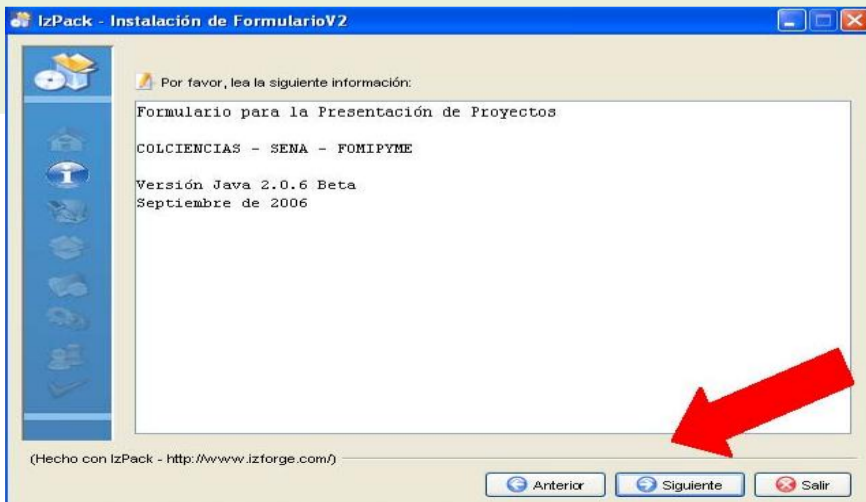 IzPack - Instalación de FormularioV2
Por favor, lea la siguiente información:
Formulario para la Presentación de Proyectos
COLCIENCIAS - SENA - FOMIPYME
Versión Java 2.0.6 Beta
Septiembre de 2006
(Hecho con IzPack - http://www.izforge.com/)
Anterior Siguiente Salir